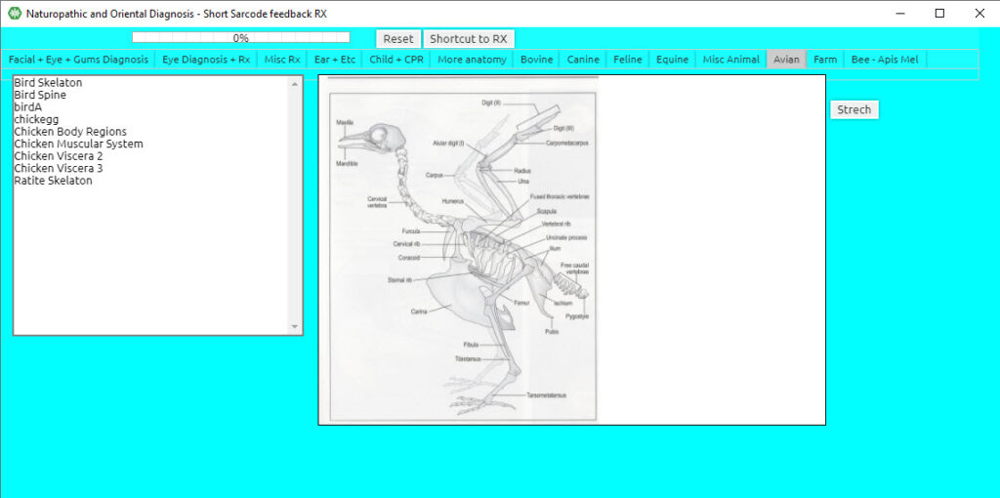 Naturopathic and Oriental Diagnosis - Short Sarcode feedback RX
0%
Reset
Shortcut to RX
Facial + Eye + Gums Diagnosis
Eye Diagnosis + Rx
Misc Rx
Ear + Etc
Child + CPR
More anatomy
Bovine
Canine
Feline
Equine
Misc Animal
Avian
Farm
Bee - Apis Mel
Bird Skelaton
Bird Spine
birdA
chickegg
Chicken Body Regions
Chicken Muscular System
Chicken Viscera 2
Chicken Viscera 3
Ratite Skelaton
Strech
Digit (II)
Maxilla
Digit (III)
Alular digit (I)
Carpometacarpus
Mandible
Radius
Carpus
Ulna
Cervical
vertebra
Humerus
Fused thoracic vertebrae
Scapula
Vertebral rib
Furcula
Uncinate process
Cervical rib
Ilium
Coracoid
Free caudal
vertebrae
Sternal rib
Femur
Ischium
Carina
Pygostyle
Pubis
Fibula
Tibiotarsus
Tarsometatarsus